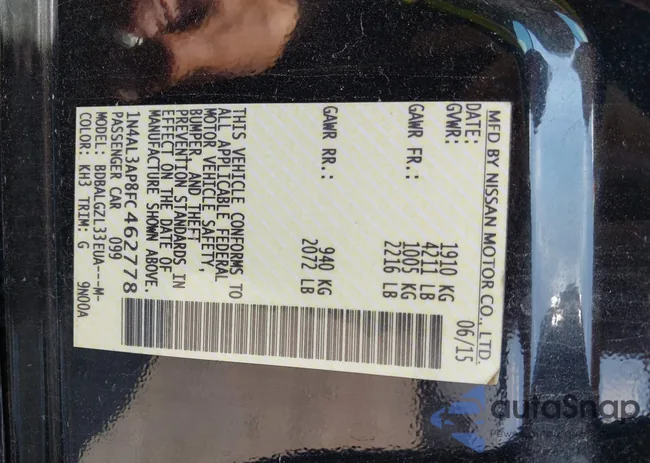 MFD BY NISSAN MOTOR CO., LTD.
DATE: 06/15
GVWR: 1910 KG
4211 LB
GAWR FR.: 1005 KG
2216 LB
GAWR RR.: 940 KG
2072 LB
THIS VEHICLE CONFORMS TO
ALL APPLICABLE FEDERAL
MOTOR VEHICLE SAFETY,
BUMPER, AND THEFT
PREVENTION STANDARDS IN
EFFECT ON THE DATE OF
MANUFACTURE SHOWN ABOVE.
1N4AL3AP8FC462778
PASSENGER CAR 099
MODEL: BDBALGZL33EUA---M-
COLOR: KH3 TRIM: G 9N00A
autoSnap